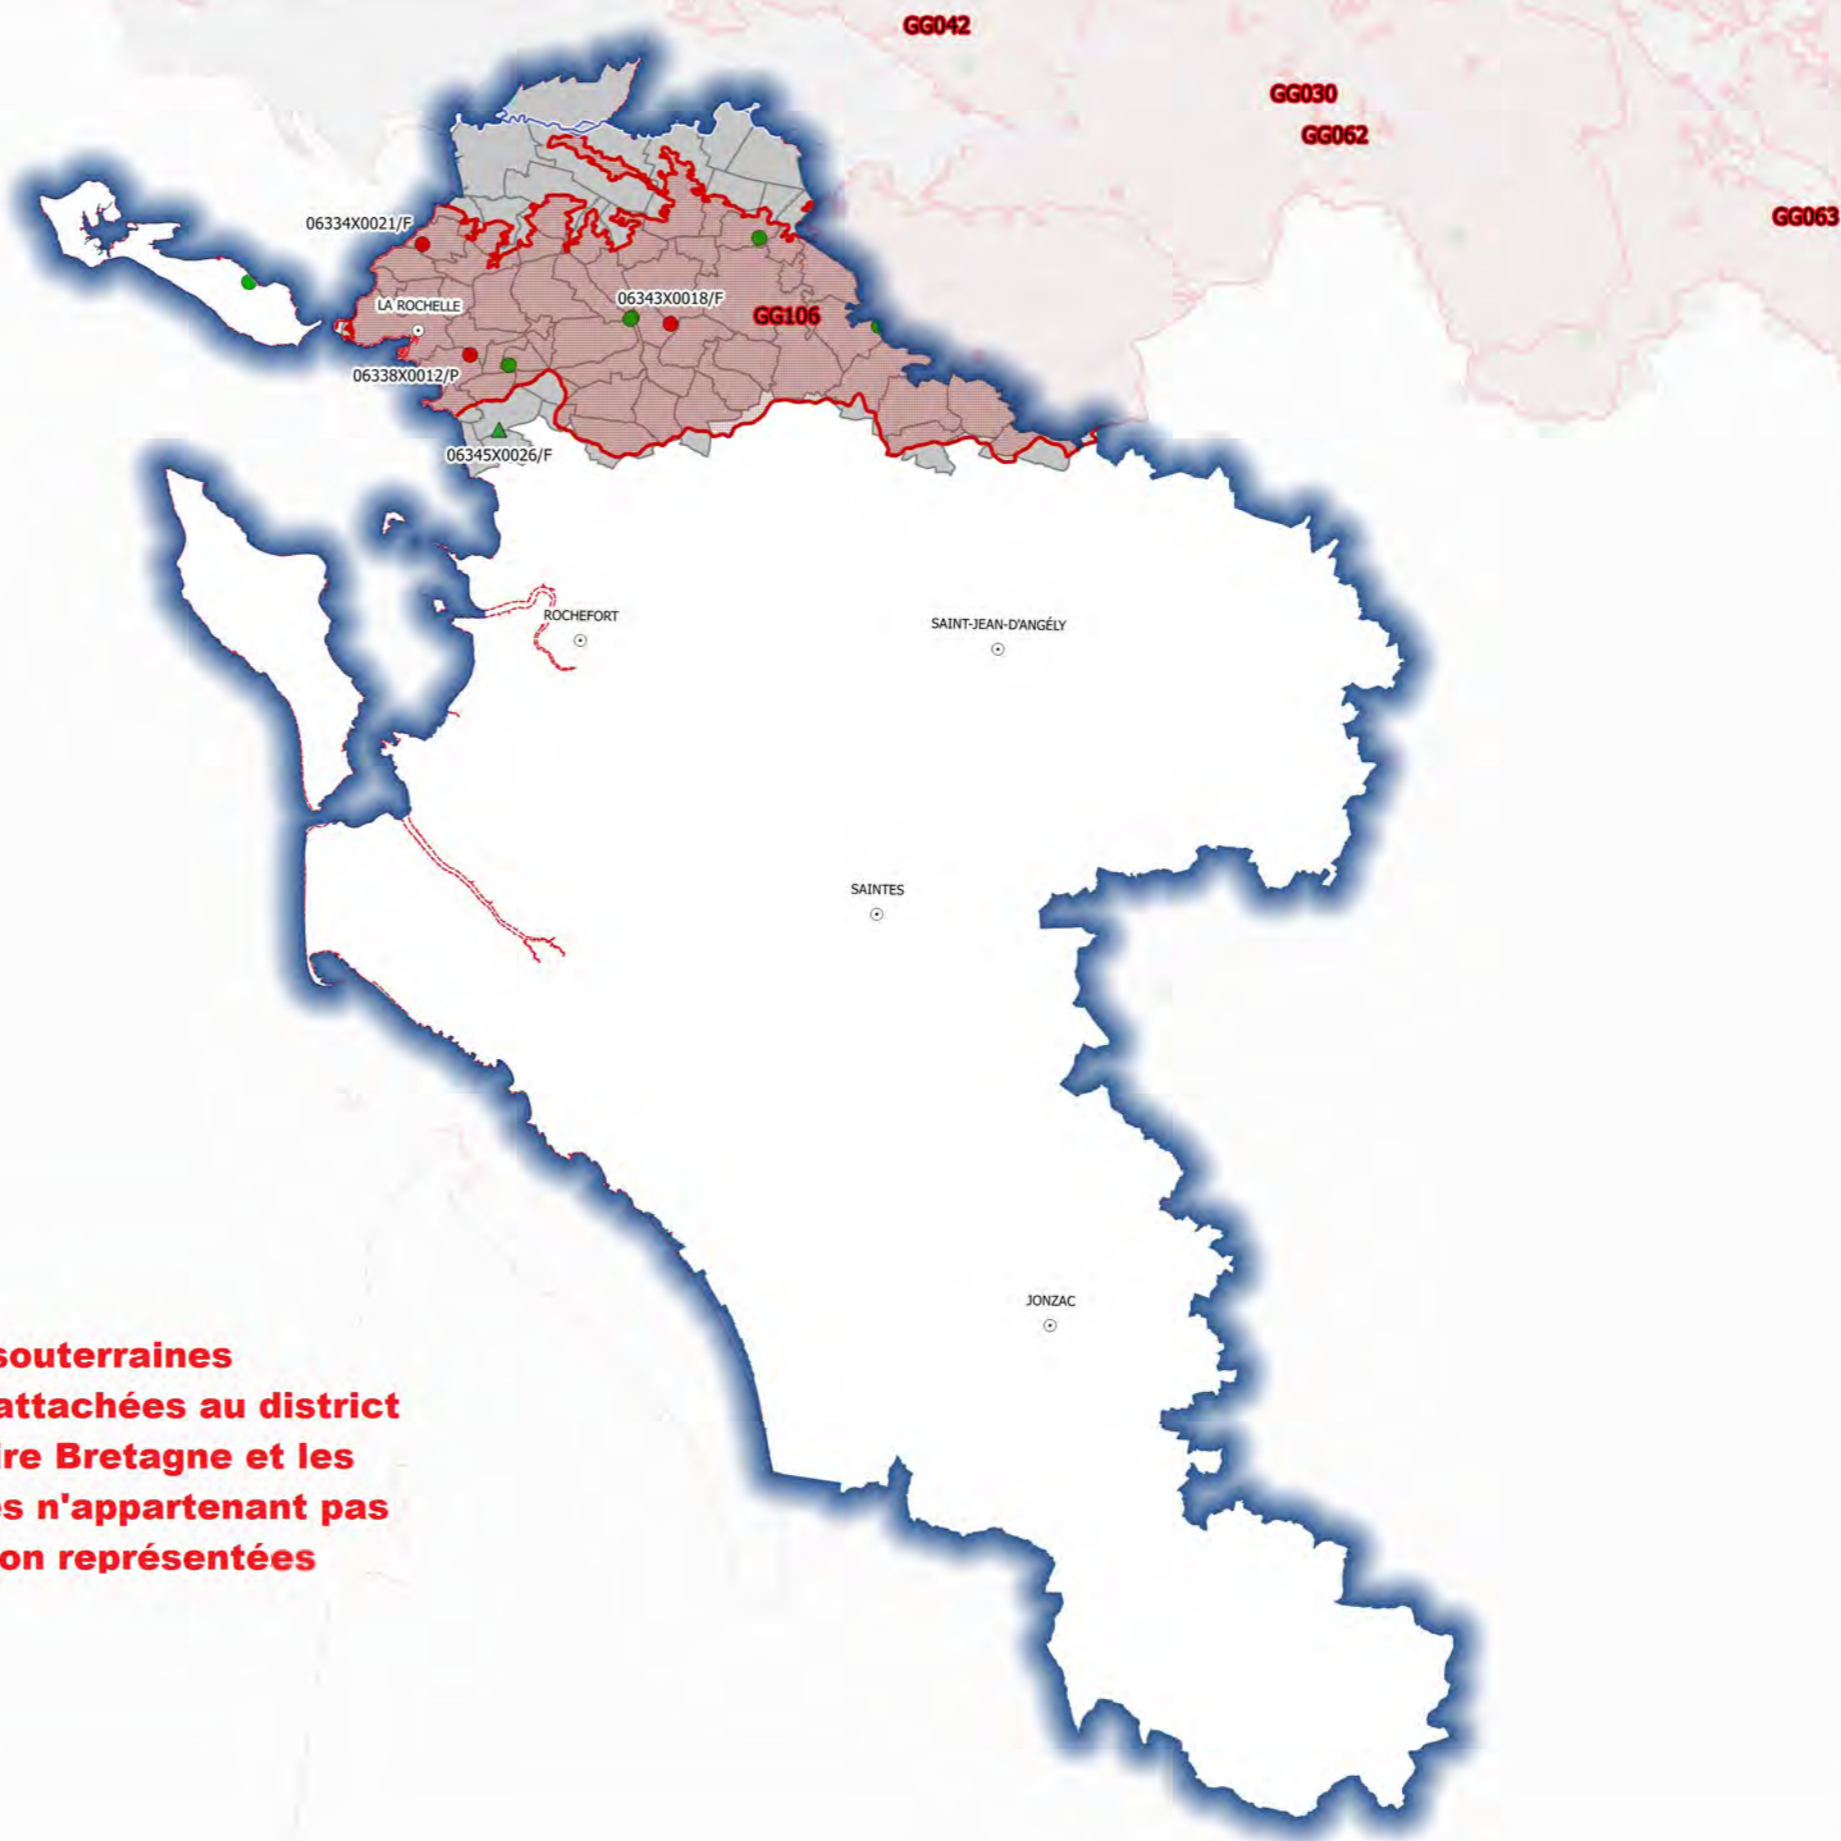 GG042
GG030
GG062
GG063
06334X0021/F
LA ROCHELLE
06343X0018/F
GG106
06338X0012/P
06345X0026/F
ROCHEFORT
SAINT-JEAN-D'ANGÉLY
SAINTES
JONZAC
souterraines
attachées au district
ire Bretagne et les
es n'appartenant pas
on représentées